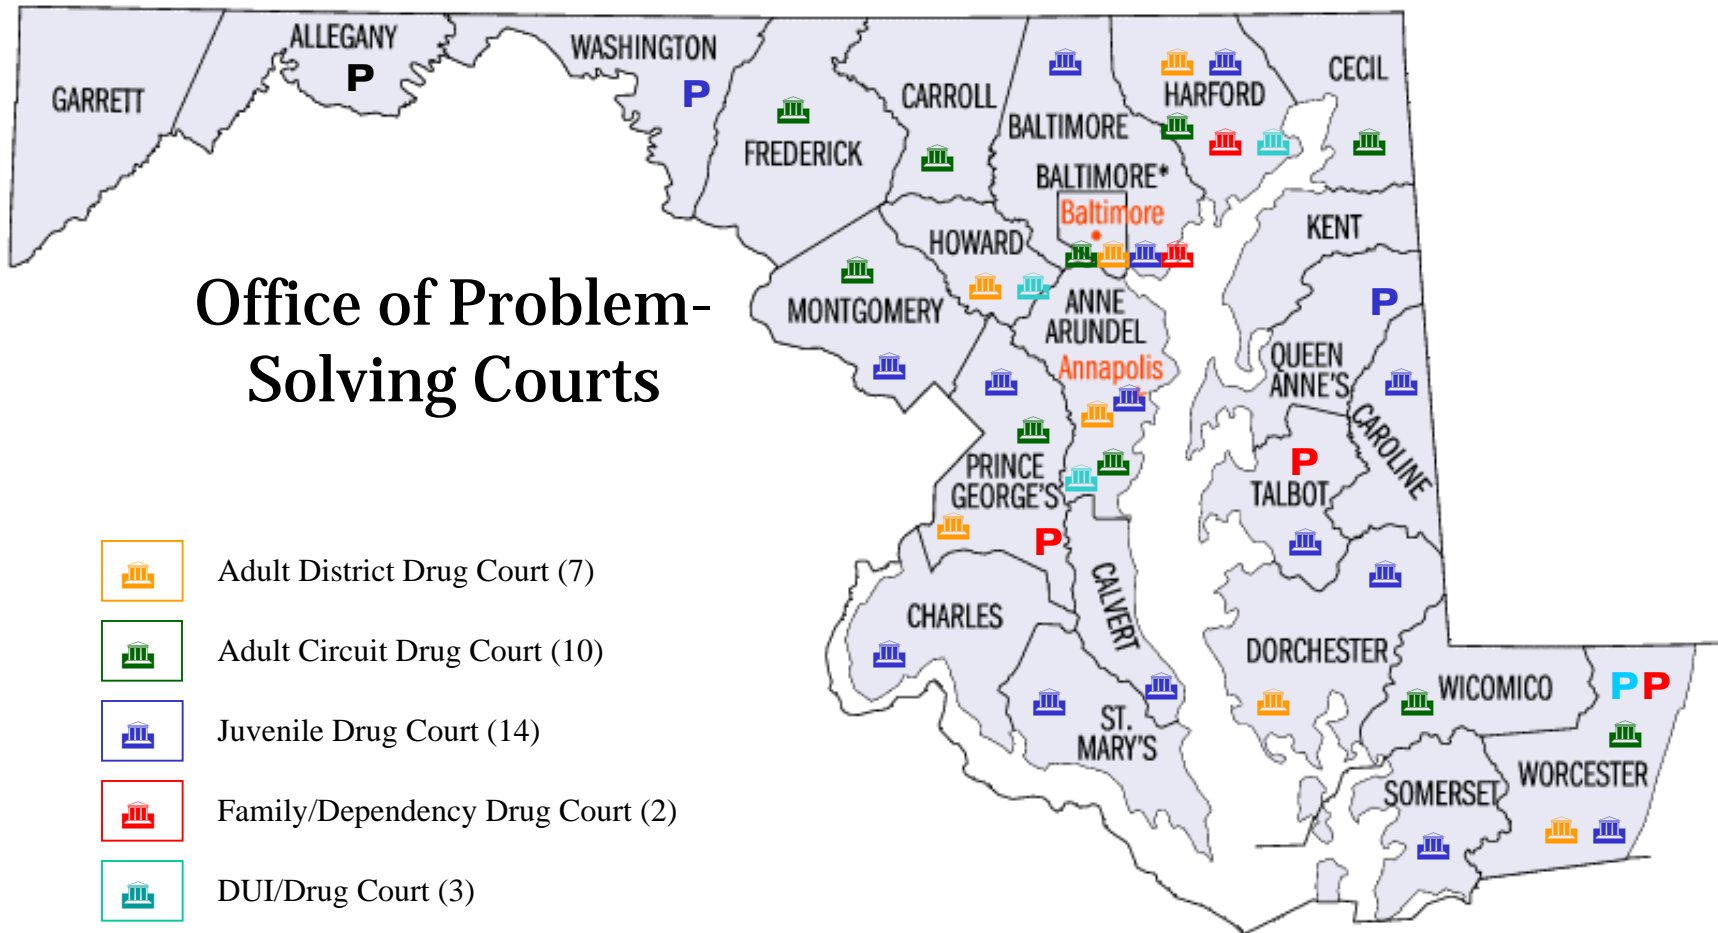 ALLEGANY
P
WASHINGTON
P
GARRETT
FREDERICK
CARROLL
BALTIMORE
HARFORD
CECIL
BALTIMORE*
Baltimore
HOWARD
KENT
MONTGOMERY
ANNE
ARUNDEL
Annapolis
P
QUEEN
ANNE'S
CAROLINE
PRINCE
GEORGE'S
P
P
TALBOT
CALVERT
CHARLES
ST.
MARY'S
DORCHESTER
WICOMICO
PP
SOMERSET
WORCESTER
Office of Problem-
Solving Courts
Adult District Drug Court (7)
Adult Circuit Drug Court (10)
Juvenile Drug Court (14)
Family/Dependency Drug Court (2)
DUI/Drug Court (3)